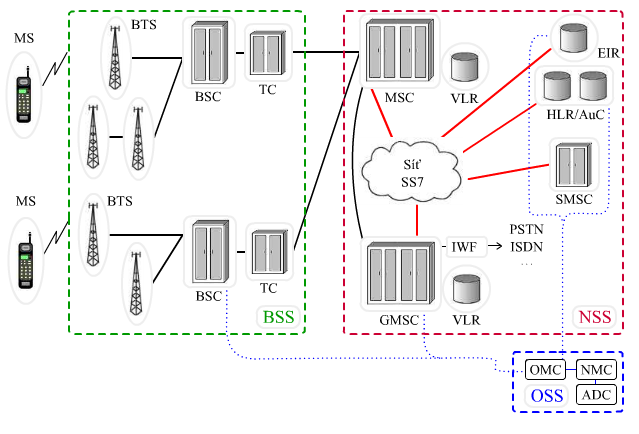 MS
BTS
BSC
TC
MSC
VLR
EIR
HLR/AuC
Síť
SS7
SMSC
MS
BTS
BSC
TC
BSS
GMSC
VLR
IWF
PSTN
ISDN
...
NSS
OMC
NMC
OSS
ADC